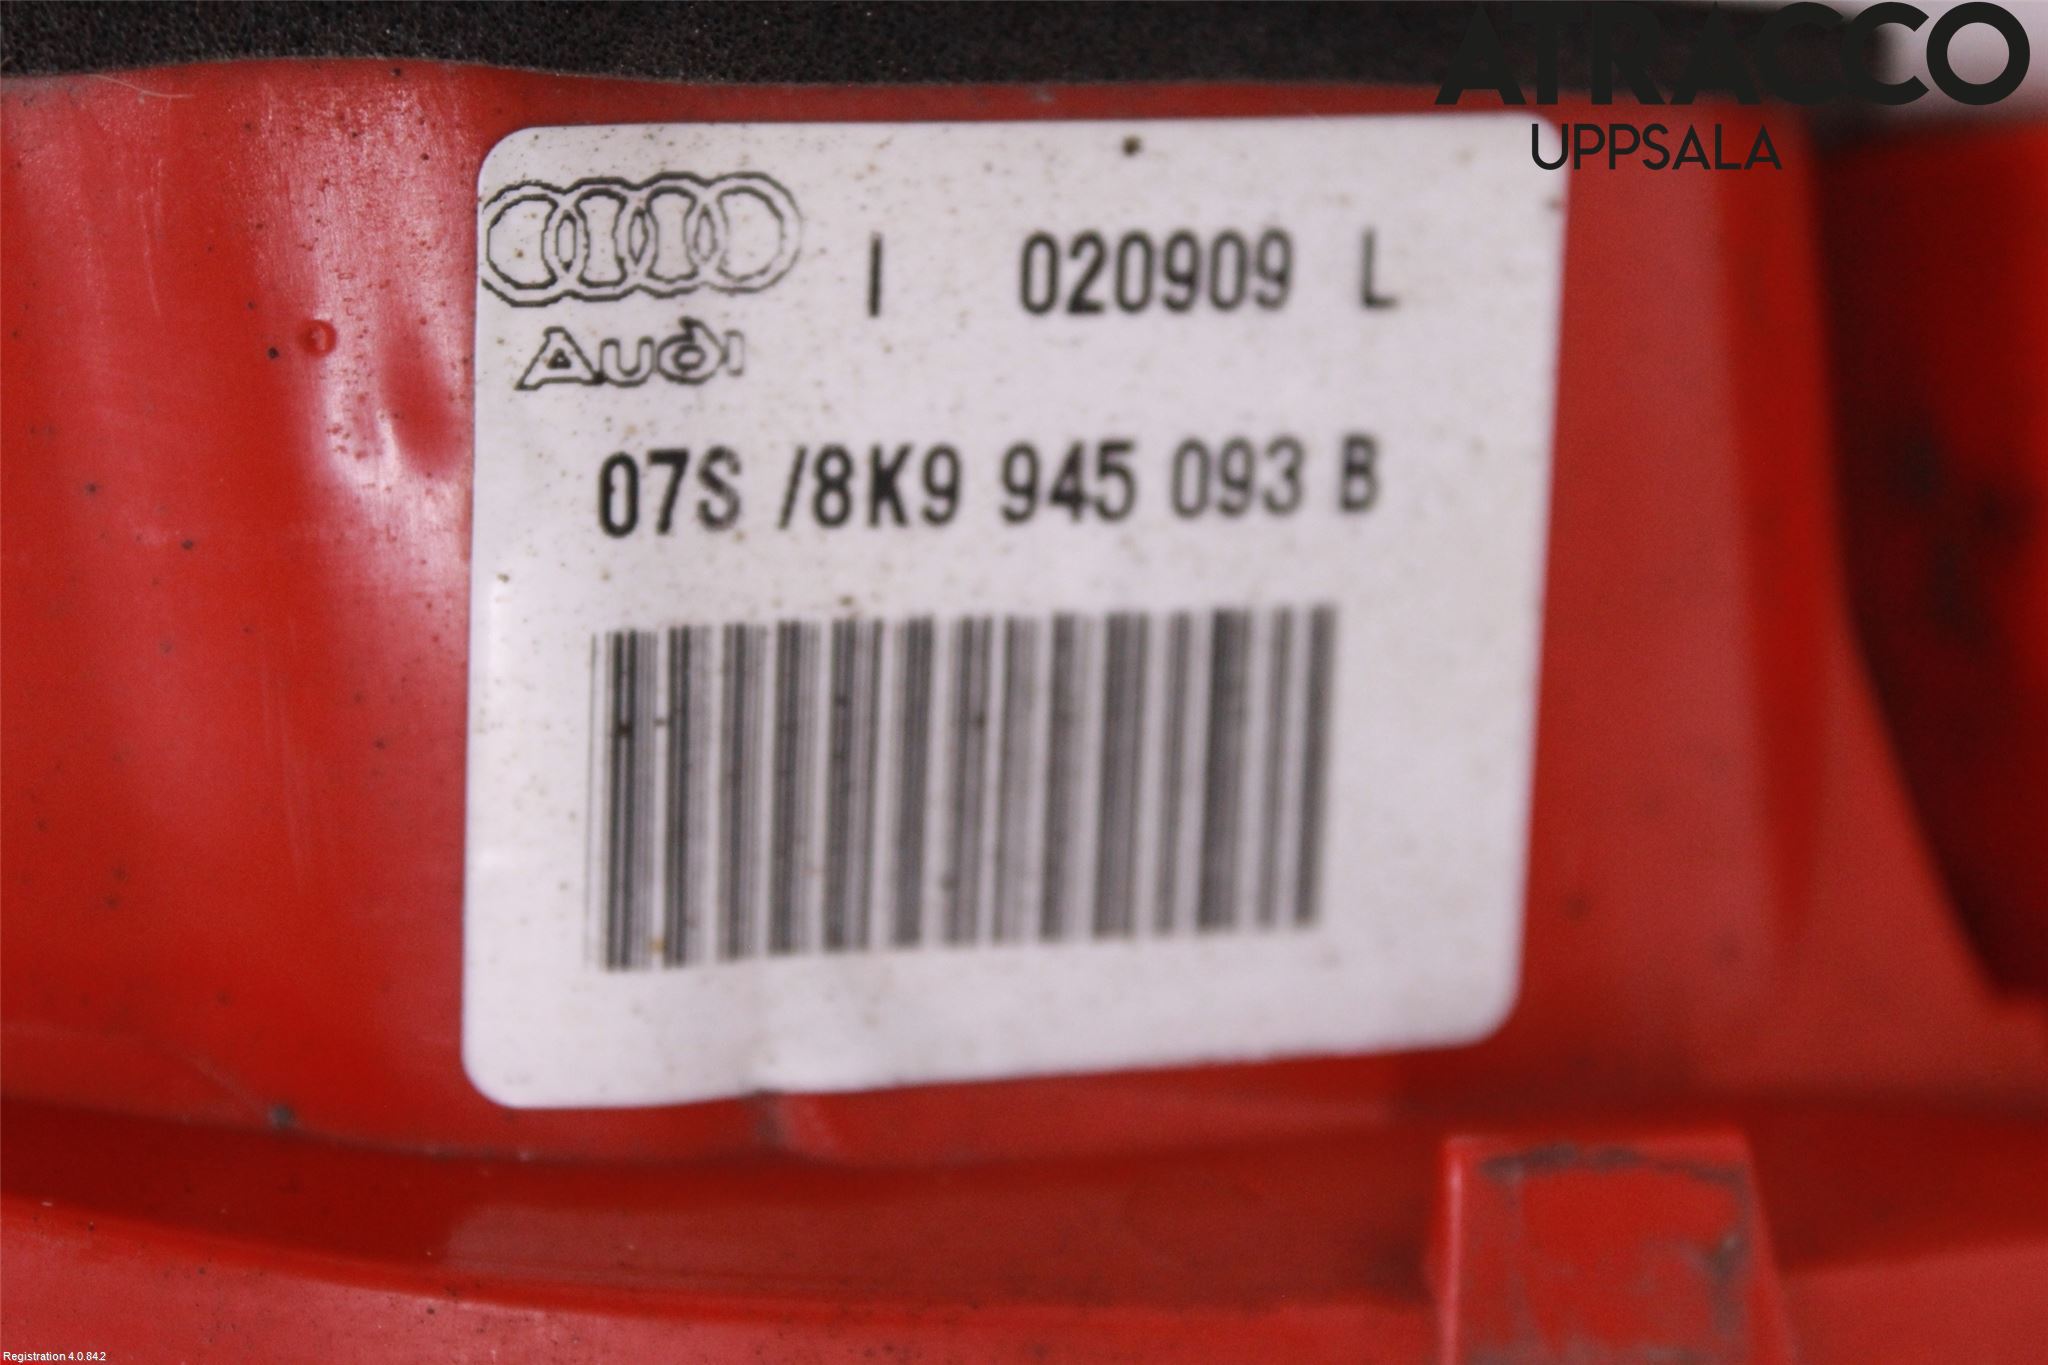 ATRACCO
UPPSALA
I 020909 L
Audi
07S /8K9 945 093 B
Registration 4.0.84.2